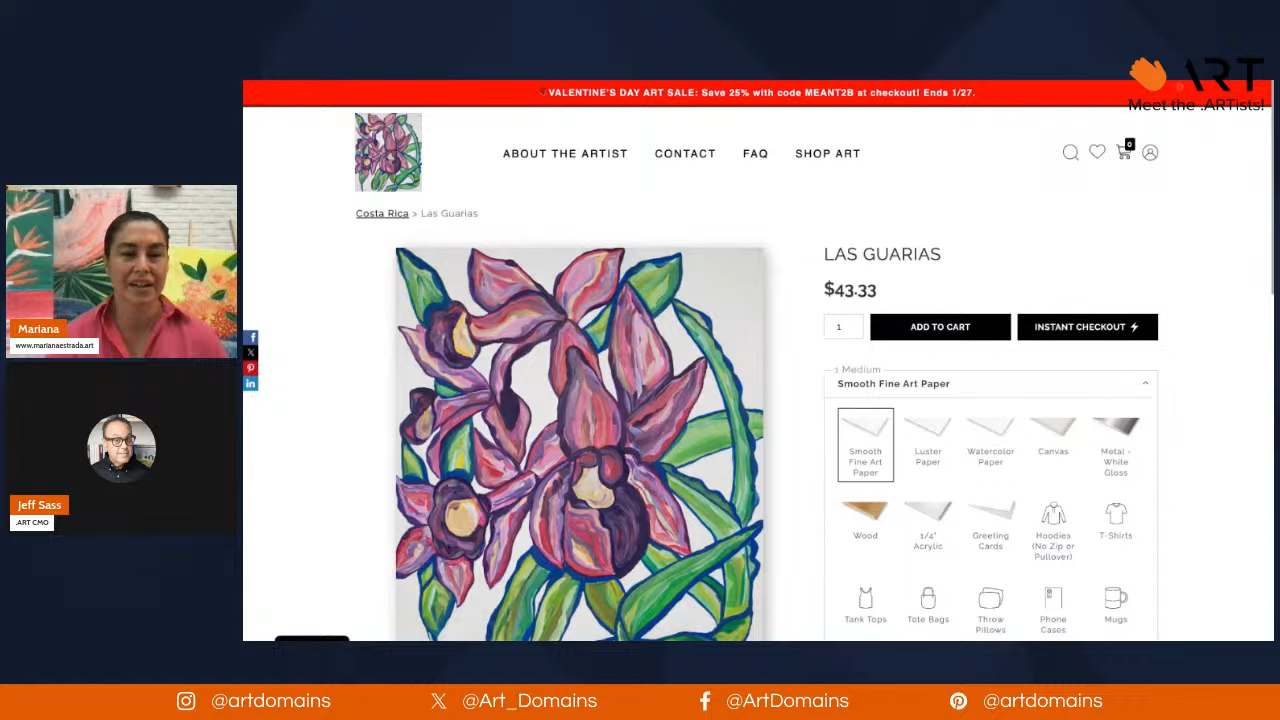 .ART
Meet the .ARTists!
VALENTINE'S DAY ART SALE: Save 25% with code MEANT2B at checkout! Ends 1/27.
ABOUT THE ARTIST CONTACT FAQ SHOP ART
0
Costa Rica > Las Guarias
LAS GUARIAS
$43.33
1 ADD TO CART INSTANT CHECKOUT
1 Medium
Smooth Fine Art Paper
Smooth
Fine Art
Paper
Luster
Paper
Watercolor
Paper
Canvas
Metal -
White
Gloss
Wood
1/4"
Acrylic
Greeting
Cards
Hoodies
(No Zip or
Pullover)
T-Shirts
Tank Tops
Tote Bags
Throw
Pillows
Phone
Cases
Mugs
Mariana
www.marianaestrada.art
Jeff Sass
.ART CMO
@artdomains @Art_Domains @ArtDomains @artdomains